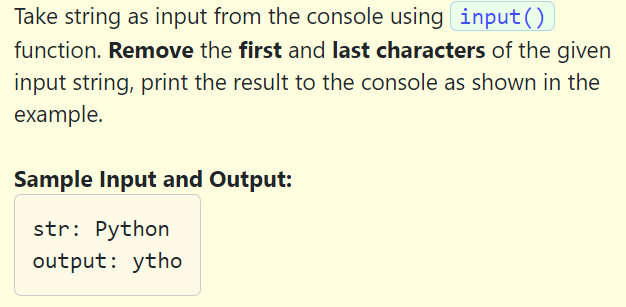 Take string as input from the console using input()
function. Remove the first and last characters of the given
input string, print the result to the console as shown in the
example.
Sample Input and Output:
str: Python
output: ytho